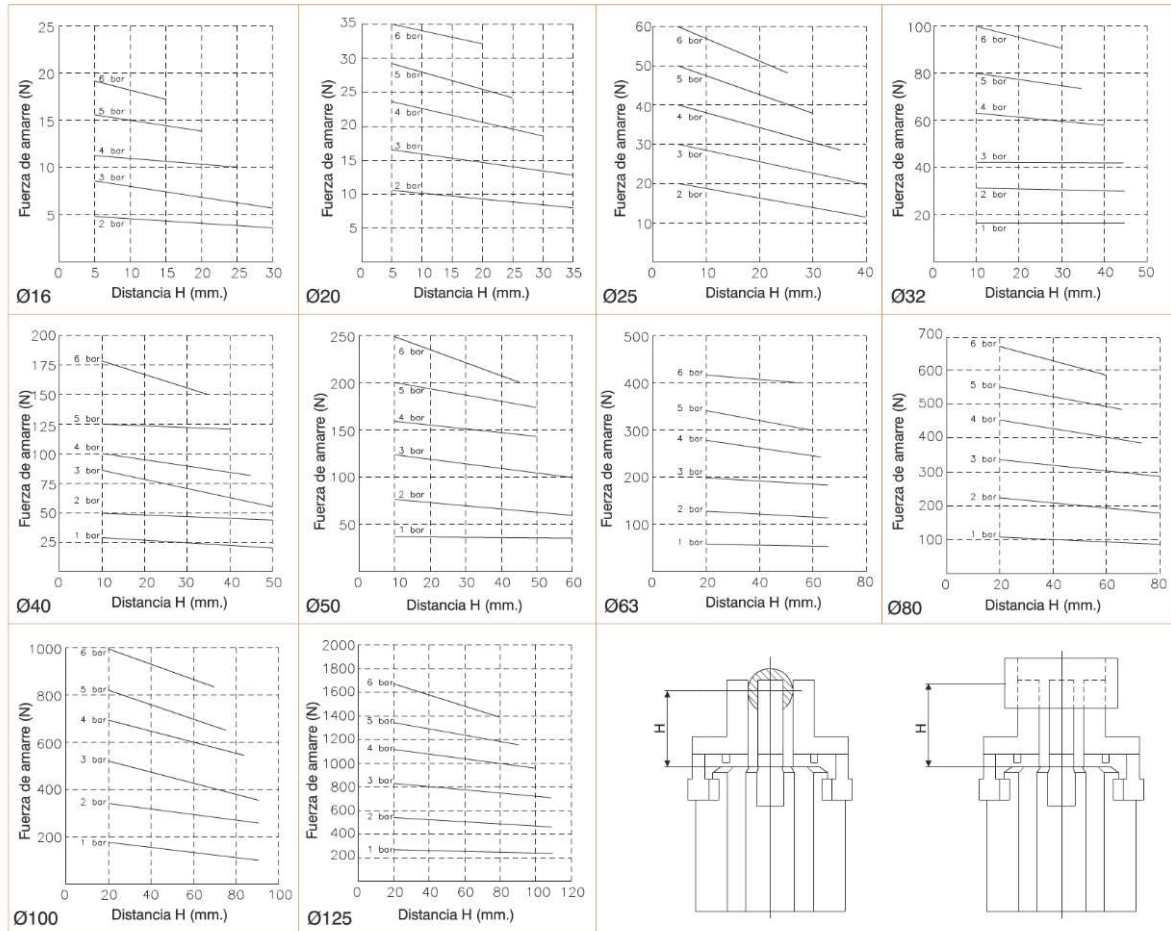 Fuerza de amarre (N)
25
20
15
10
5
6 bar
5 bar
4 bar
3 bar
2 bar
0 5 10 15 20 25 30
Ø16 Distancia H (mm.)
Fuerza de amarre (N)
35
30
25
20
15
10
5
6 bar
5 bar
4 bar
3 bar
2 bar
0 5 10 15 20 25 30 35
Ø20 Distancia H (mm.)
Fuerza de amarre (N)
60
50
40
30
20
10
6 bar
5 bar
4 bar
3 bar
2 bar
0 10 20 30 40
Ø25 Distancia H (mm.)
Fuerza de amarre (N)
100
80
60
40
20
6 bar
5 bar
4 bar
3 bar
2 bar
1 bar
0 10 20 30 40 50
Ø32 Distancia H (mm.)
Fuerza de amarre (N)
200
175
150
125
100
75
50
25
6 bar
5 bar
4 bar
3 bar
2 bar
1 bar
0 10 20 30 40 50
Ø40 Distancia H (mm.)
Fuerza de amarre (N)
250
200
150
100
50
6 bar
5 bar
4 bar
3 bar
2 bar
1 bar
0 10 20 30 40 50 60
Ø50 Distancia H (mm.)
Fuerza de amarre (N)
500
400
300
200
100
6 bar
5 bar
4 bar
3 bar
2 bar
1 bar
0 20 40 60 80
Ø63 Distancia H (mm.)
Fuerza de amarre (N)
700
600
500
400
300
200
100
6 bar
5 bar
4 bar
3 bar
2 bar
1 bar
0 20 40 60 80
Ø80 Distancia H (mm.)
Fuerza de amarre (N)
1000
800
600
400
200
6 bar
5 bar
4 bar
3 bar
2 bar
1 bar
0 20 40 60 80 100
Ø100 Distancia H (mm.)
Fuerza de amarre (N)
2000
1800
1600
1400
1200
1000
800
600
400
200
6 bar
5 bar
4 bar
3 bar
2 bar
1 bar
0 20 40 60 80 100 120
Ø125 Distancia H (mm.)
H
H